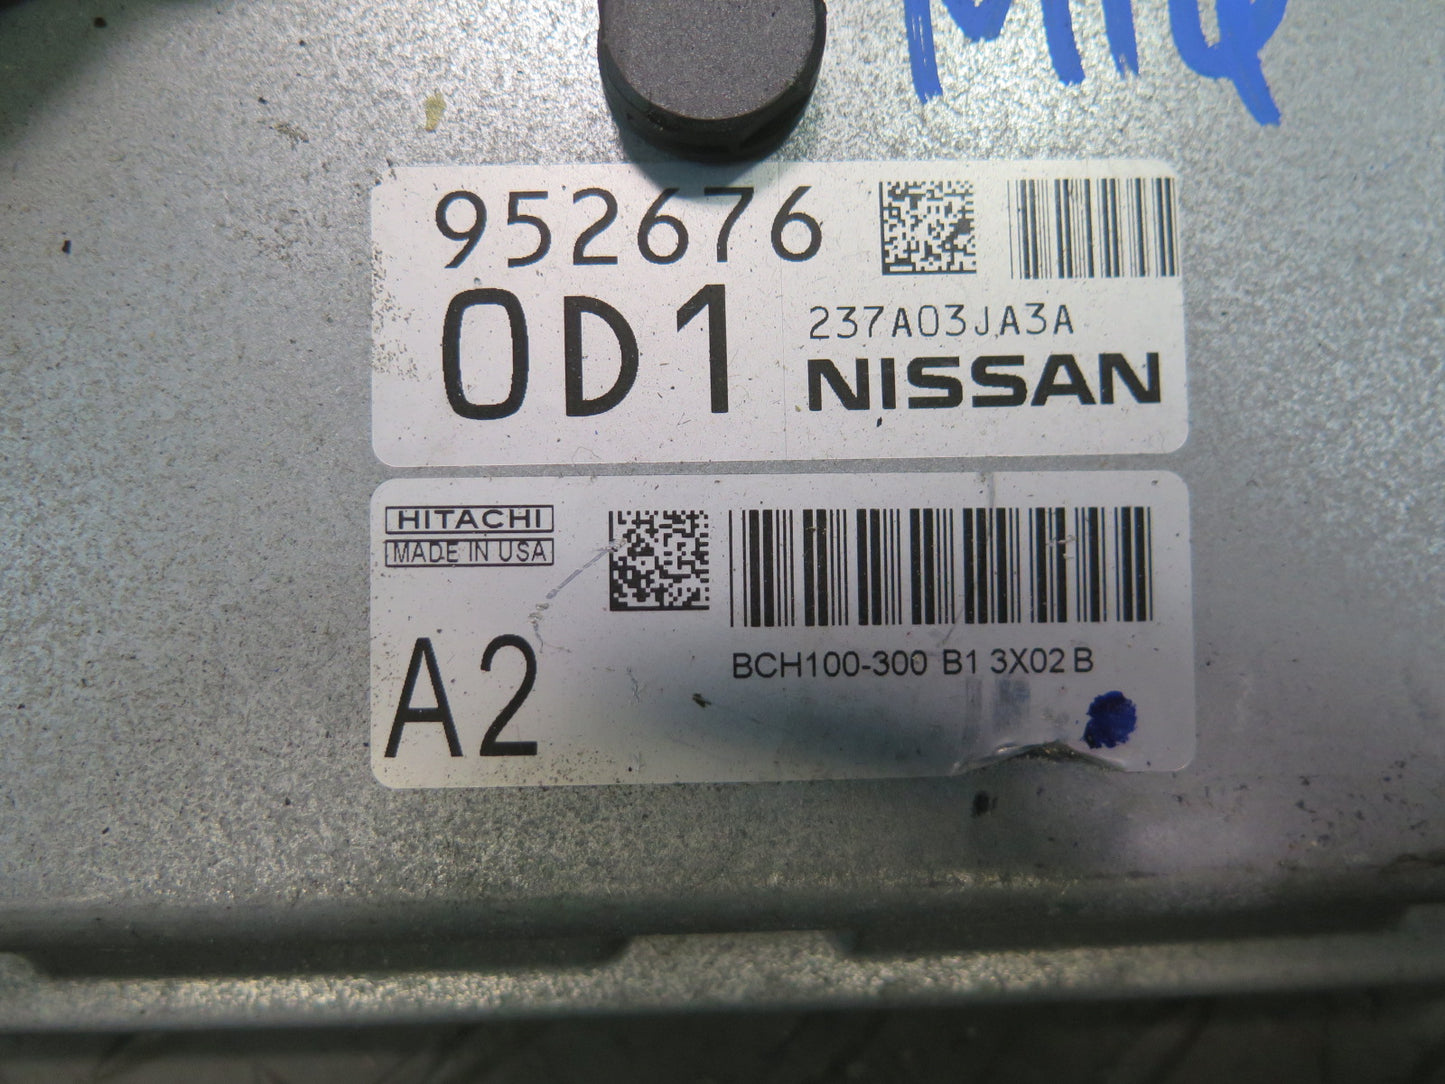 952676
0D1
237A03JA3A
NISSAN
HITACHI
MADE IN USA
A2
BCH100-300 B1 3X02 B